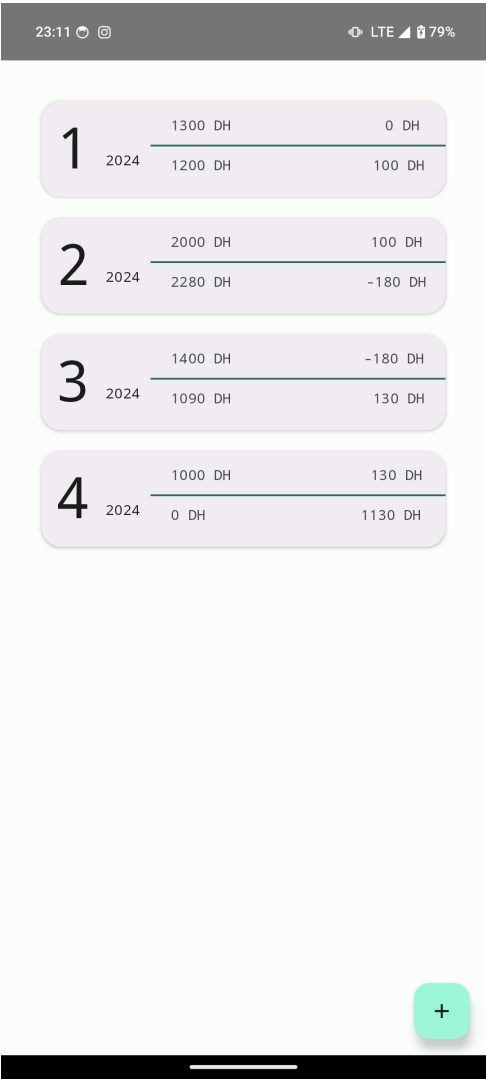 23:11 LTE 79%
1 2024 1300 DH 0 DH
1200 DH 100 DH
2 2024 2000 DH 100 DH
2280 DH -180 DH
3 2024 1400 DH -180 DH
1090 DH 130 DH
4 2024 1000 DH 130 DH
0 DH 1130 DH
+